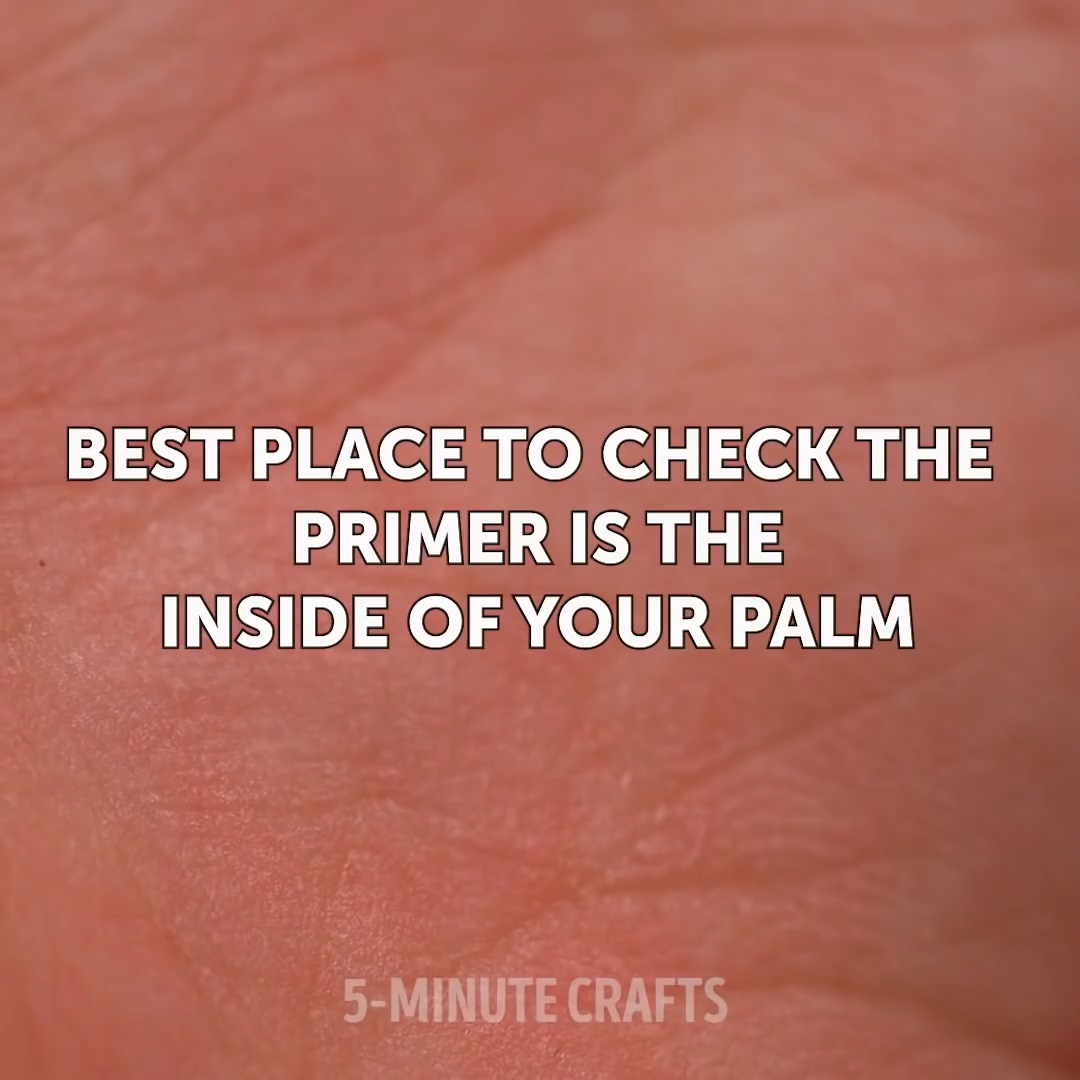 BEST PLACE TO CHECK THE
PRIMER IS THE
INSIDE OF YOUR PALM
5-MINUTE CRAFTS